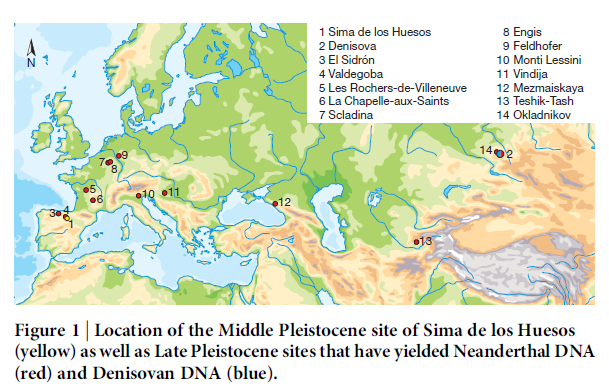 1 Sima de los Huesos
2 Denisova
3 El Sidrón
4 Valdegoba
5 Les Rochers-de-Villeneuve
6 La Chapelle-aux-Saints
7 Scladina
8 Engis
9 Feldhofer
10 Monti Lessini
11 Vindija
12 Mezmaiskaya
13 Teshik-Tash
14 Okladnikov
N
9
7
8
14
2
5
6
10
11
12
3
4
1
13
Figure 1 | Location of the Middle Pleistocene site of Sima de los Huesos
(yellow) as well as Late Pleistocene sites that have yielded Neanderthal DNA
(red) and Denisovan DNA (blue).